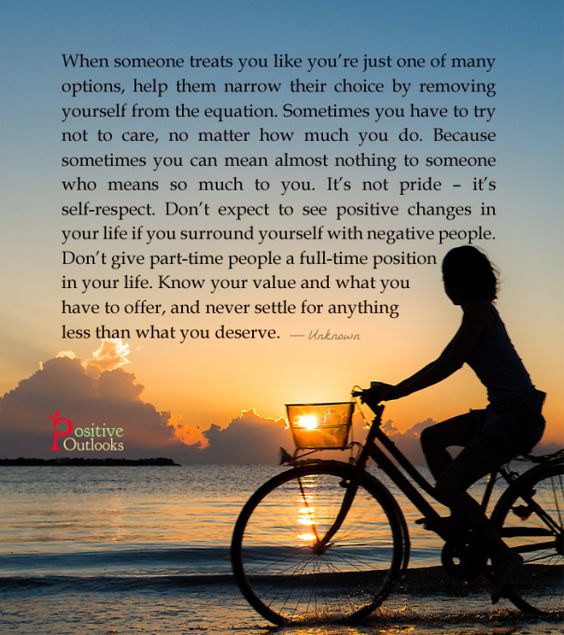 When someone treats you like you're just one of many
options, help them narrow their choice by removing
yourself from the equation. Sometimes you have to try
not to care, no matter how much you do. Because
sometimes you can mean almost nothing to someone
who means so much to you. It's not pride – it's
self-respect. Don't expect to see positive changes in
your life if you surround yourself with negative people.
Don't give part-time people a full-time position
in your life. Know your value and what you
have to offer, and never settle for anything
less than what you deserve. — Unknown
Positive
Outlooks